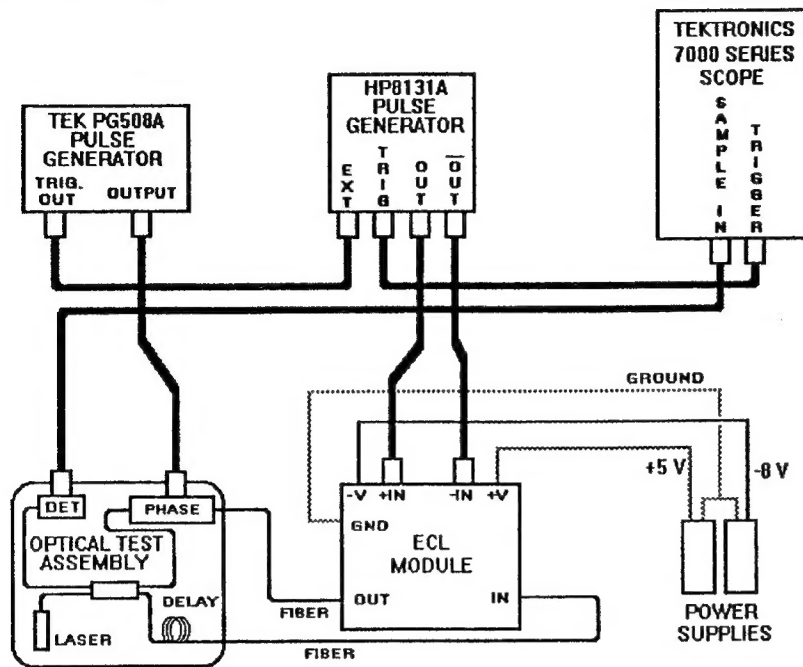 TEK PG508A
PULSE
GENERATOR
TRIG.
OUT
OUTPUT
HP8131A
PULSE
GENERATOR
EXT
TRIG
OUT
OUT
TEKTRONICS
7000 SERIES
SCOPE
SAMPLE IN
TRIGGER
GROUND
+5 V
-8 V
DET
PHASE
OPTICAL TEST
ASSEMBLY
DELAY
LASER
-V
+IN
-IN
+V
GND
ECL
MODULE
OUT
IN
FIBER
FIBER
POWER
SUPPLIES